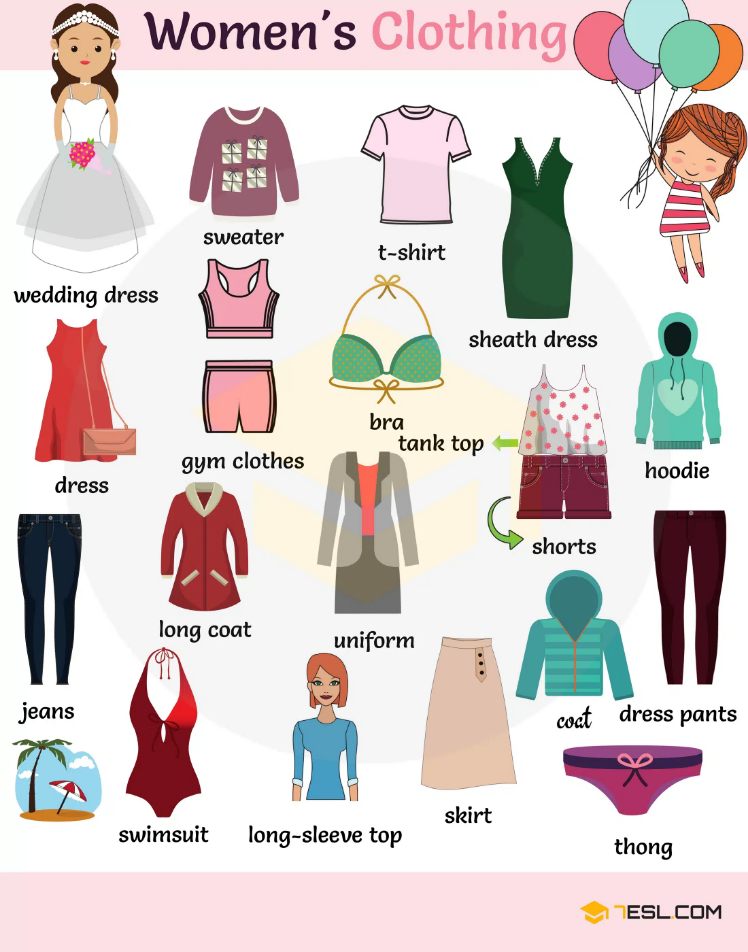 Women's Clothing
sweater
t-shirt
wedding dress
sheath dress
bra
tank top
gym clothes
hoodie
dress
shorts
long coat
uniform
jeans
coat
dress pants
swimsuit
long-sleeve top
skirt
thong
7ESL.COM